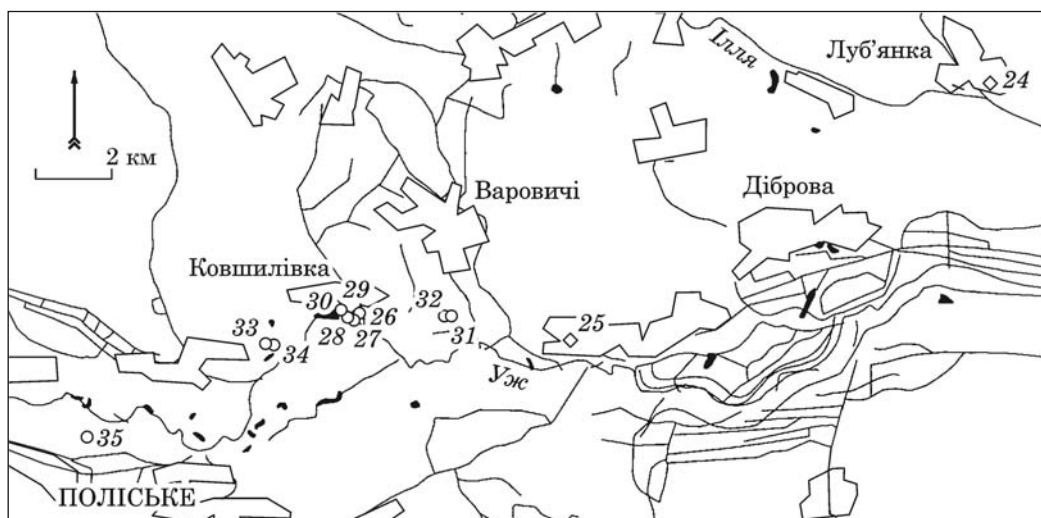 Ілля
Луб'янка
24
2 км
Варовичі
Діброва
Ковшилівка
29
30
26
32
28
27
31
25
33
34
Уж
35
ПОЛІСЬКЕ